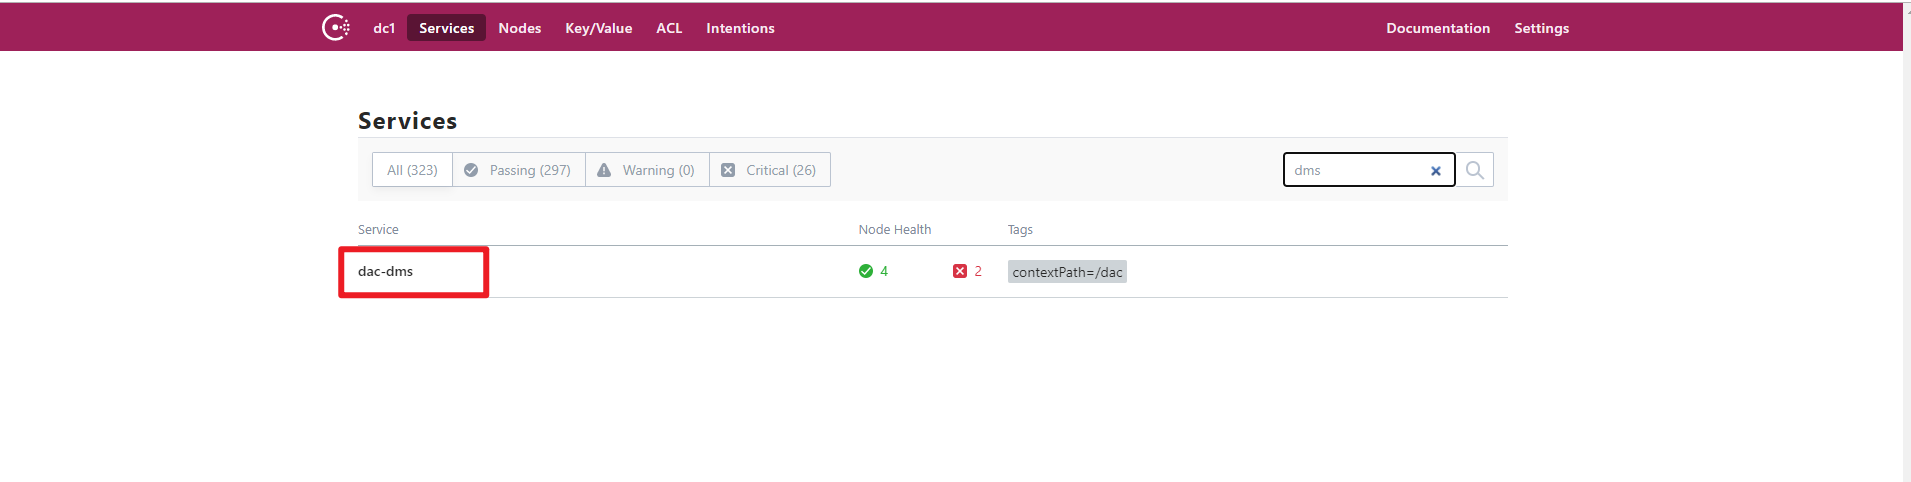 dc1 Services Nodes Key/Value ACL Intentions Documentation Settings
Services
All (323) Passing (297) Warning (0) Critical (26) dms
Service Node Health Tags
dac-dms 4 2 contextPath=/dac